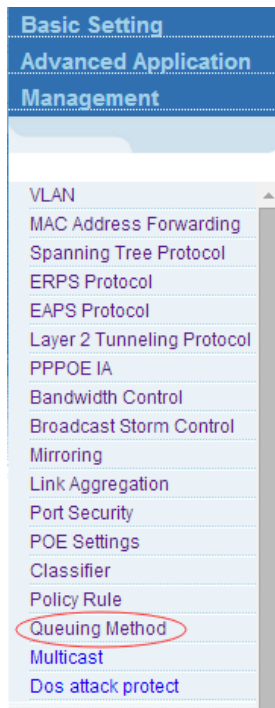 Basic Setting
Advanced Application
Management
VLAN
MAC Address Forwarding
Spanning Tree Protocol
ERPS Protocol
EAPS Protocol
Layer 2 Tunneling Protocol
PPPOE IA
Bandwidth Control
Broadcast Storm Control
Mirroring
Link Aggregation
Port Security
POE Settings
Classifier
Policy Rule
Queuing Method
Multicast
Dos attack protect